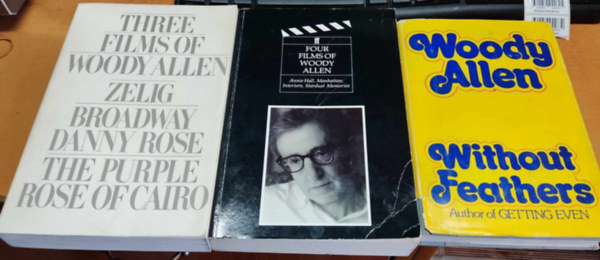 THREE
FILMS OF
WOODY ALLEN
ZELIG
BROADWAY
DANNY ROSE
THE PURPLE
ROSE OF CAIRO
ff
FOUR
FILMS OF
WOODY
ALLEN
Annie Hall, Manhattan,
Interiors, Stardust Memories
Woody
Allen
Without
Feathers
Author of GETTING EVEN